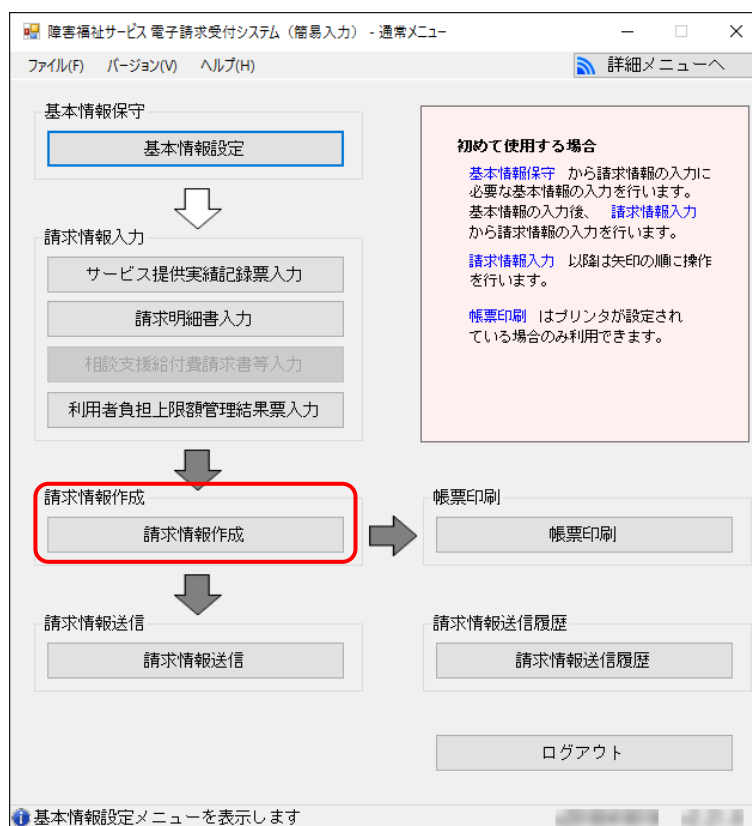 障害福祉サービス 電子請求受付システム（簡易入力） - 通常メニュー
ファイル(F) バージョン(V) ヘルプ(H)
詳細メニューへ
基本情報保守
基本情報設定
初めて使用する場合
基本情報保守 から請求情報の入力に
必要な基本情報の入力を行います。
基本情報の入力後、 請求情報入力
から請求情報の入力を行います。
請求情報入力 以降は矢印の順に操作
を行います。
帳票印刷 はプリンタが設定され
ている場合のみ利用できます。
請求情報入力
サービス提供実績記録票入力
請求明細書入力
相談支援給付費請求書等入力
利用者負担上限額管理結果票入力
請求情報作成
請求情報作成
帳票印刷
帳票印刷
請求情報送信
請求情報送信
請求情報送信履歴
請求情報送信履歴
ログアウト
基本情報設定メニューを表示します